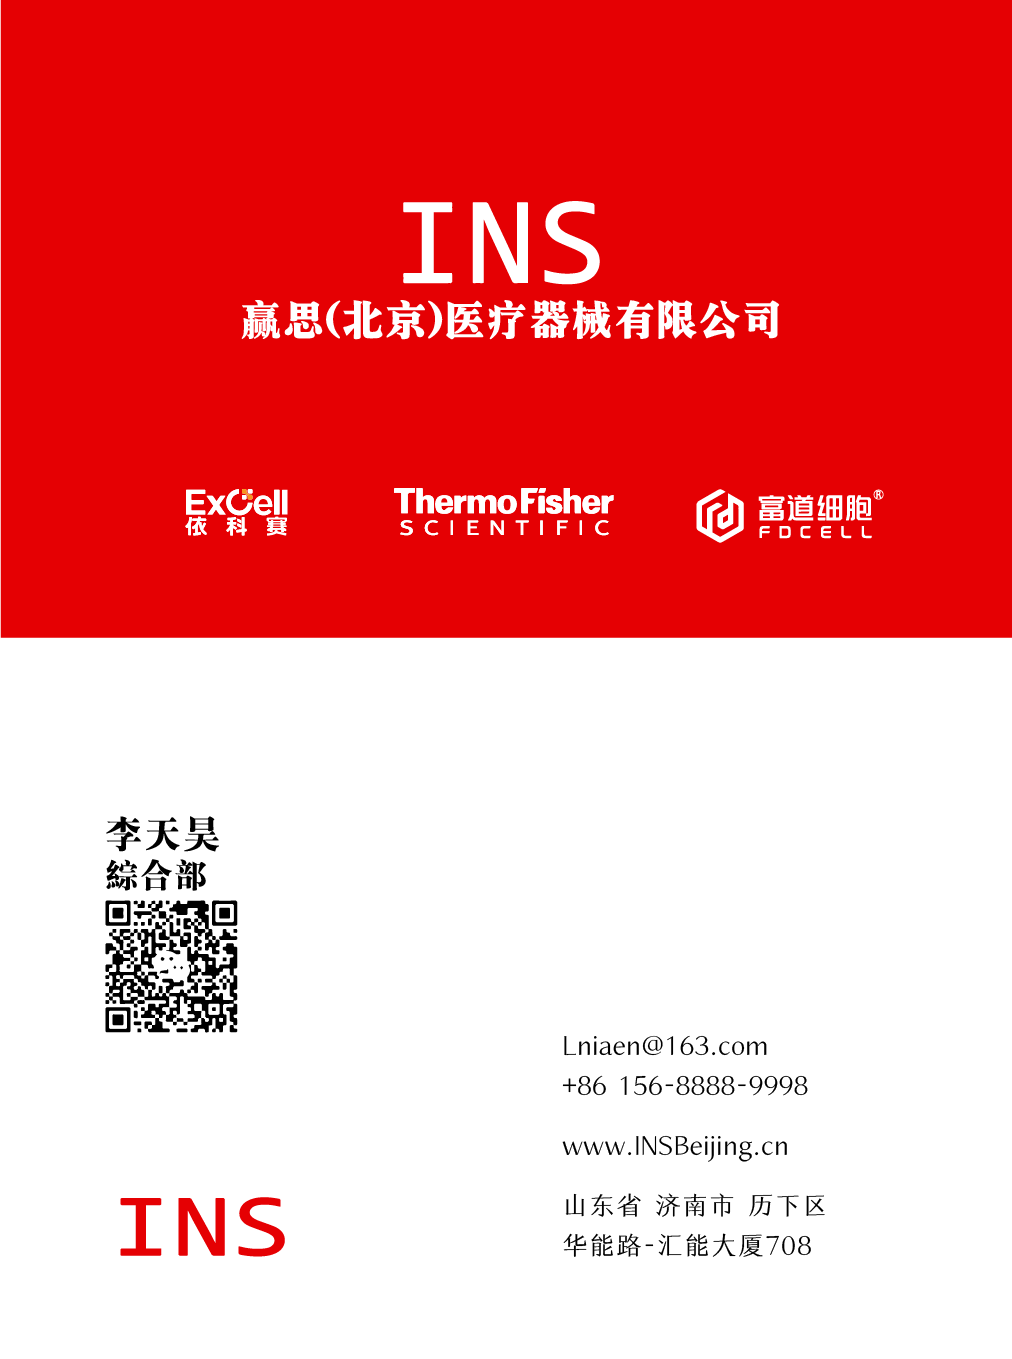 INS
赢思(北京)医疗器械有限公司
ExCell
依科赛
ThermoFisher
SCIENTIFIC
富道细胞®
FDCELL
李天昊
綜合部
Lniaen@163.com
+86 156-8888-9998
www.INSBeijing.cn
山东省 济南市 历下区
华能路-汇能大厦708
INS